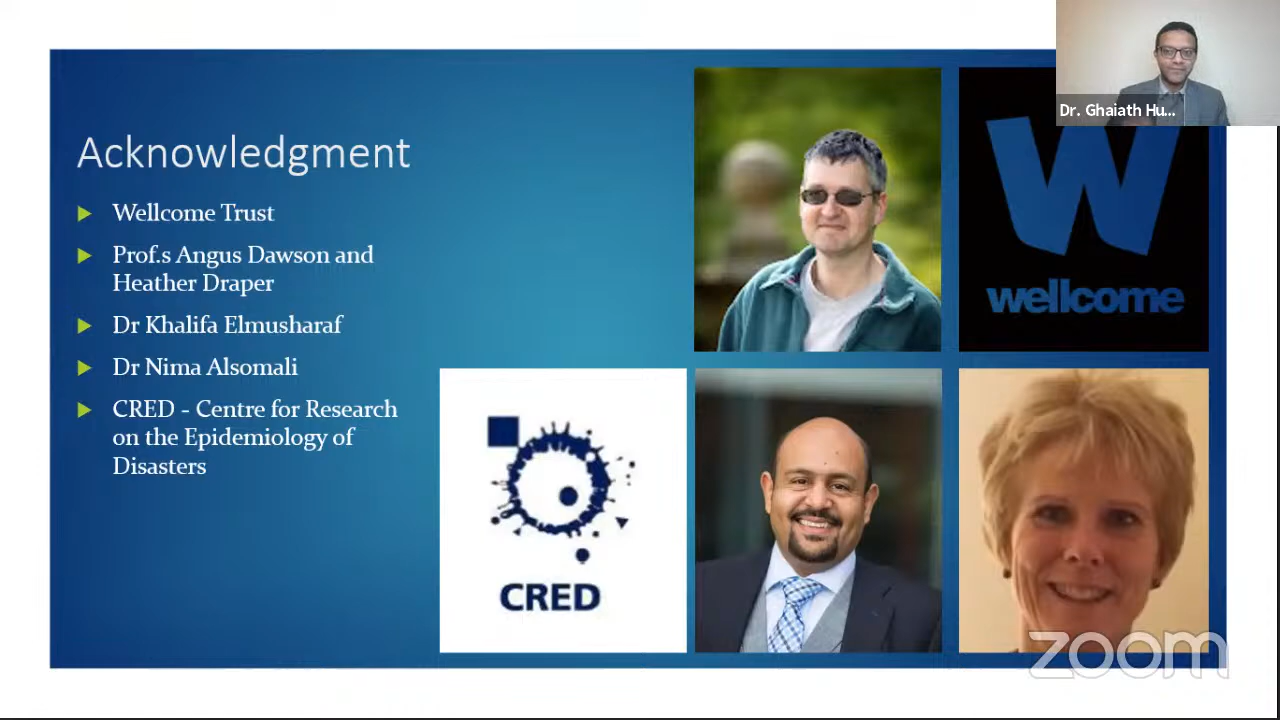 Dr. Ghaiath Hu...
Acknowledgment
Wellcome Trust
Prof.s Angus Dawson and
Heather Draper
Dr Khalifa Elmusharaf
Dr Nima Alsomali
CRED - Centre for Research
on the Epidemiology of
Disasters
W
wellcome
CRED
zoom